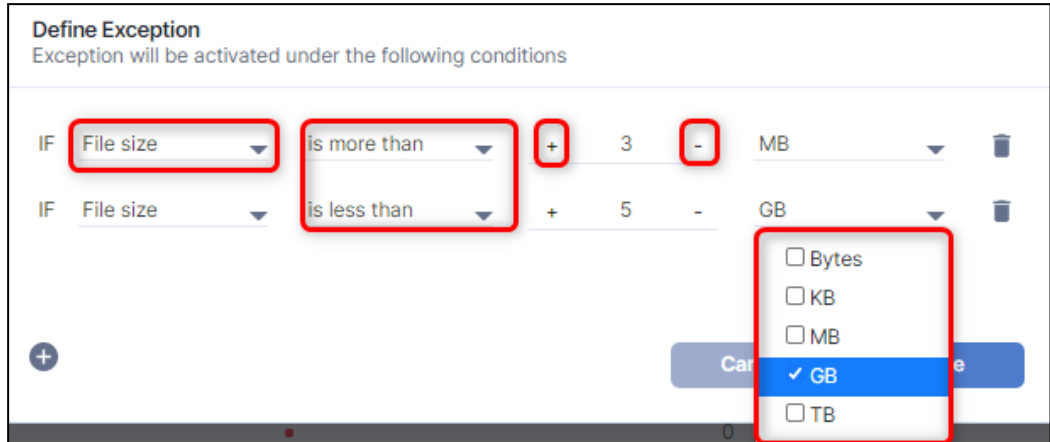 Define Exception
Exception will be activated under the following conditions
IF File size is more than + 3 - MB
IF File size is less than + 5 - GB
Bytes
KB
MB
GB
TB
0